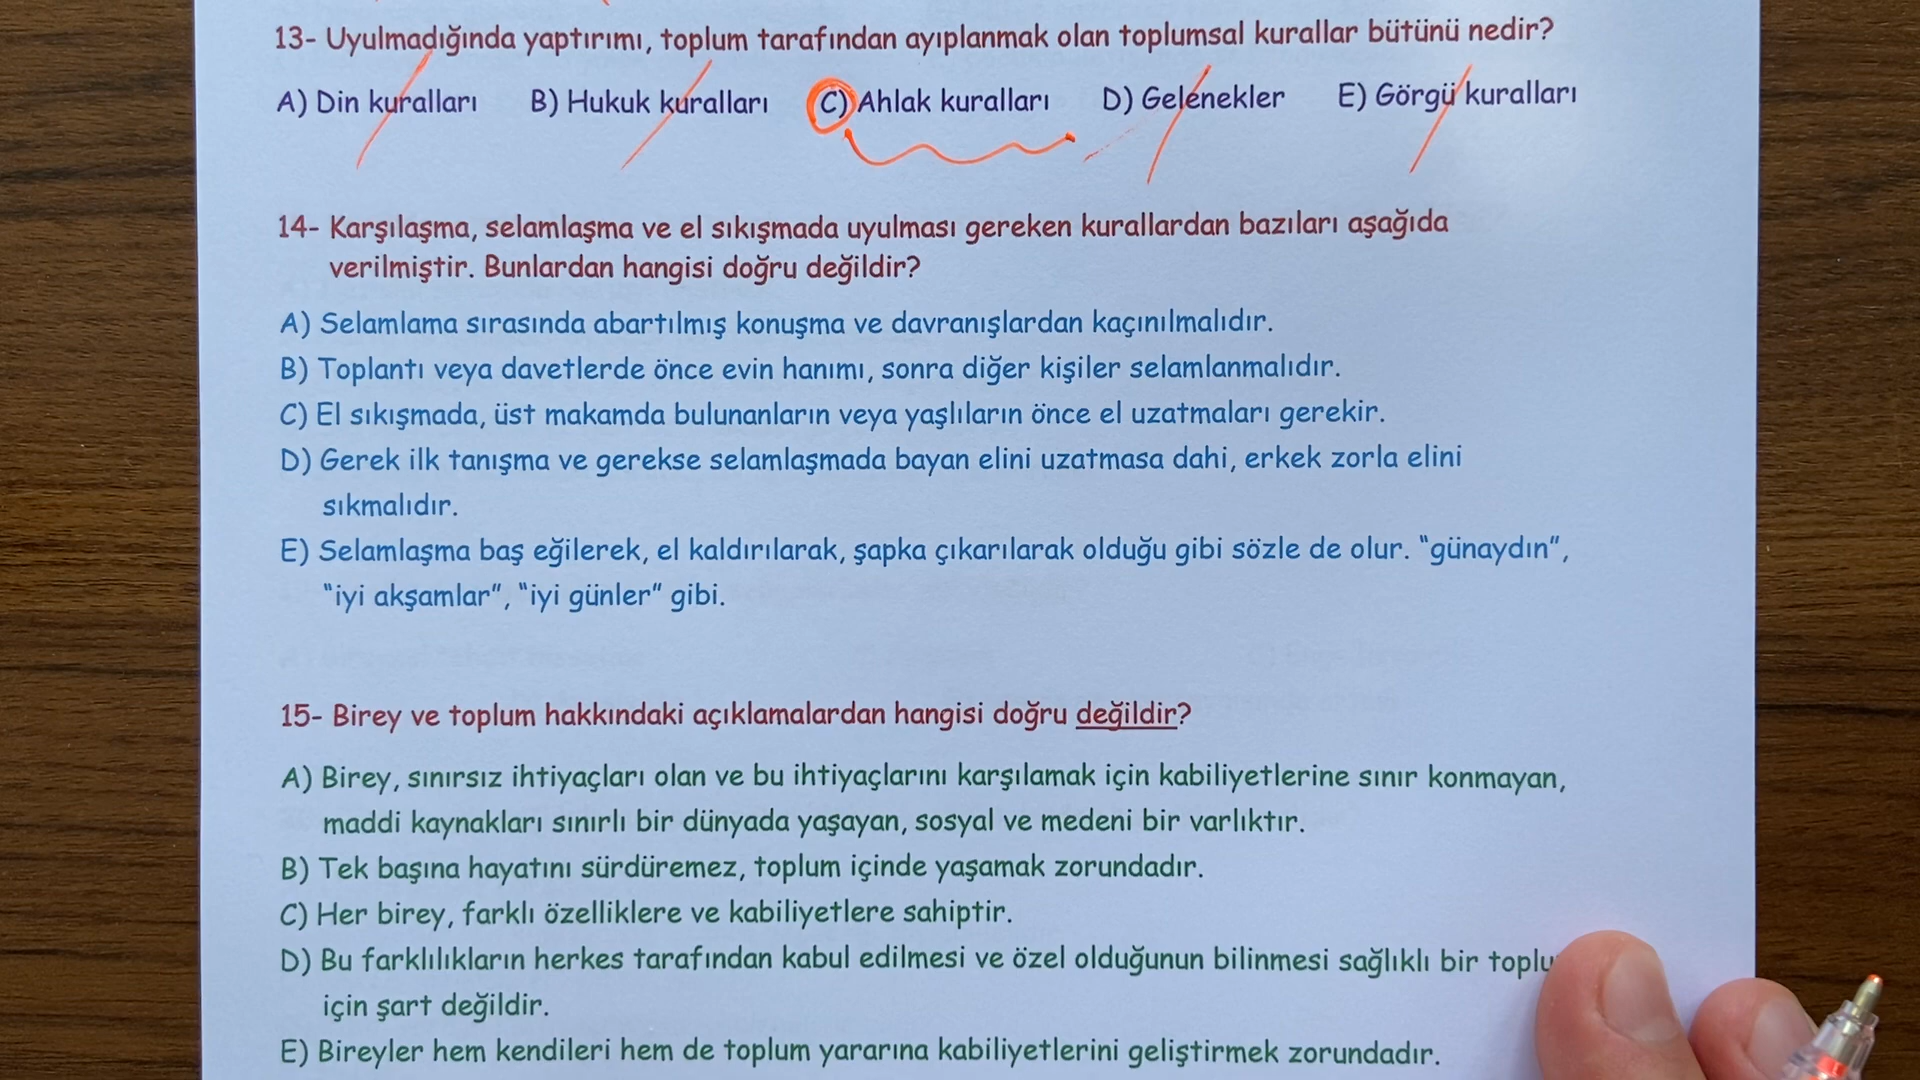 13- Uyulmadığında yaptırımı, toplum tarafından ayıplanmak olan toplumsal kurallar bütünü nedir?
A) Din kuralları B) Hukuk kuralları C) Ahlak kuralları D) Gelenekler E) Görgü kuralları
14- Karşılaşma, selamlaşma ve el sıkışmada uyulması gereken kurallardan bazıları aşağıda
verilmiştir. Bunlardan hangisi doğru değildir?
A) Selamlama sırasında abartılmış konuşma ve davranışlardan kaçınılmalıdır.
B) Toplantı veya davetlerde önce evin hanımı, sonra diğer kişiler selamlanmalıdır.
C) El sıkışmada, üst makamda bulunanların veya yaşlıların önce el uzatmaları gerekir.
D) Gerek ilk tanışma ve gerekse selamlaşmada bayan elini uzatmasa dahi, erkek zorla elini
sıkmalıdır.
E) Selamlaşma baş eğilerek, el kaldırılarak, şapka çıkarılarak olduğu gibi sözle de olur. "günaydın",
"iyi akşamlar", "iyi günler" gibi.
15- Birey ve toplum hakkındaki açıklamalardan hangisi doğru değildir?
A) Birey, sınırsız ihtiyaçları olan ve bu ihtiyaçlarını karşılamak için kabiliyetlerine sınır konmayan,
maddi kaynakları sınırlı bir dünyada yaşayan, sosyal ve medeni bir varlıktır.
B) Tek başına hayatını sürdüremez, toplum içinde yaşamak zorundadır.
C) Her birey, farklı özelliklere ve kabiliyetlere sahiptir.
D) Bu farklılıkların herkes tarafından kabul edilmesi ve özel olduğunun bilinmesi sağlıklı bir
için şart değildir.
E) Bireyler hem kendileri hem de toplum yararına kabiliyetlerini geliştirmek zorundadır.